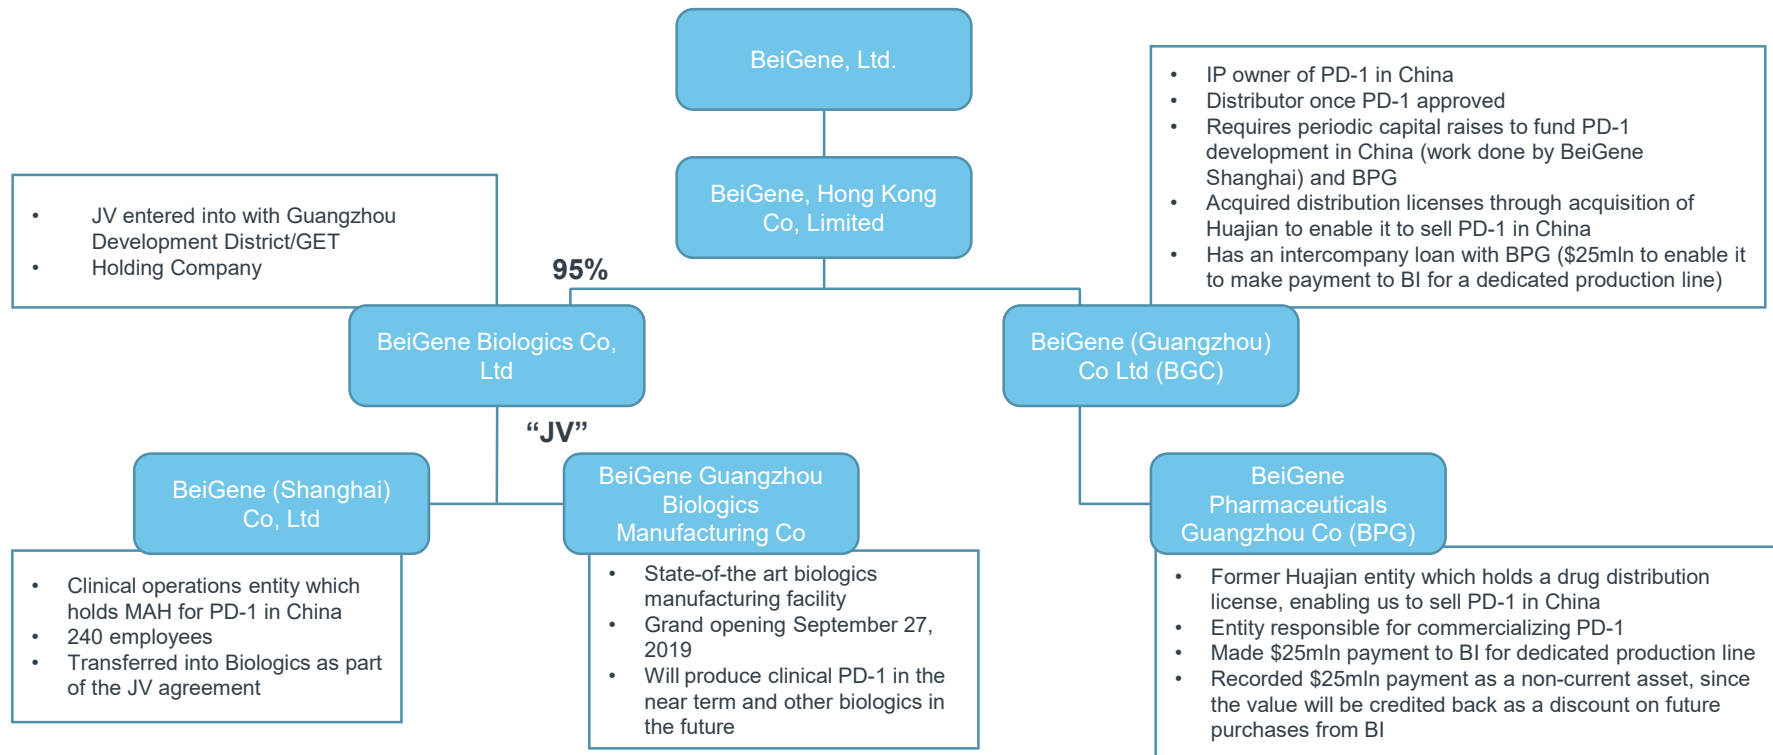 BeiGene, Ltd.
BeiGene, Hong Kong
Co, Limited
• IP owner of PD-1 in China
• Distributor once PD-1 approved
• Requires periodic capital raises to fund PD-1
development in China (work done by BeiGene
Shanghai) and BPG
• Acquired distribution licenses through acquisition of
Huajian to enable it to sell PD-1 in China
• Has an intercompany loan with BPG ($25mln to enable it
to make payment to BI for a dedicated production line)
• JV entered into with Guangzhou
Development District/GET
• Holding Company
95%
BeiGene Biologics Co,
Ltd
BeiGene (Guangzhou)
Co Ltd (BGC)
“JV”
BeiGene (Shanghai)
Co, Ltd
BeiGene Guangzhou
Biologics
Manufacturing Co
BeiGene
Pharmaceuticals
Guangzhou Co (BPG)
• Clinical operations entity which
holds MAH for PD-1 in China
• 240 employees
• Transferred into Biologics as part
of the JV agreement
• State-of-the art biologics
manufacturing facility
• Grand opening September 27,
2019
• Will produce clinical PD-1 in the
near term and other biologics in
the future
• Former Huajian entity which holds a drug distribution
license, enabling us to sell PD-1 in China
• Entity responsible for commercializing PD-1
• Made $25mln payment to BI for dedicated production line
• Recorded $25mln payment as a non-current asset, since
the value will be credited back as a discount on future
purchases from BI